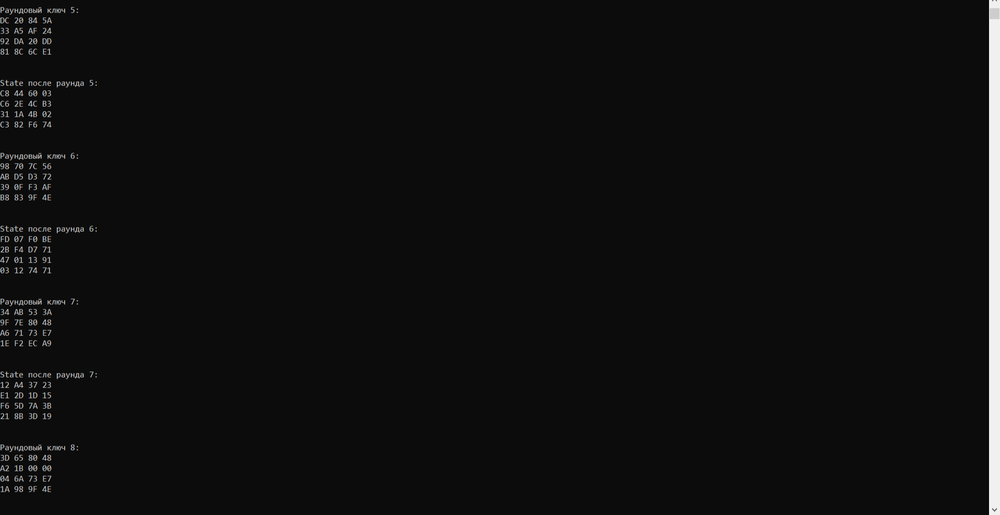 Раундовый ключ 5:
DC 20 84 5A
33 A5 AF 24
92 DA 20 DD
81 8C 6C E1
State после раунда 5:
C8 44 60 03
C6 2E 4C B3
31 1A 4B 02
C3 82 F6 74
Раундовый ключ 6:
98 70 7C 56
AB D5 D3 72
39 0F F3 AF
B8 83 9F 4E
State после раунда 6:
FD 07 F0 BE
2B F4 D7 71
47 01 13 91
03 12 74 71
Раундовый ключ 7:
34 AB 53 3A
9F 7E 80 48
A6 71 73 E7
1E F2 EC A9
State после раунда 7:
12 A4 37 23
E1 2D 1D 15
F6 5D 7A 3B
21 8B 3D 19
Раундовый ключ 8:
3D 65 80 48
A2 1B 00 00
04 6A 73 E7
1A 98 9F 4E